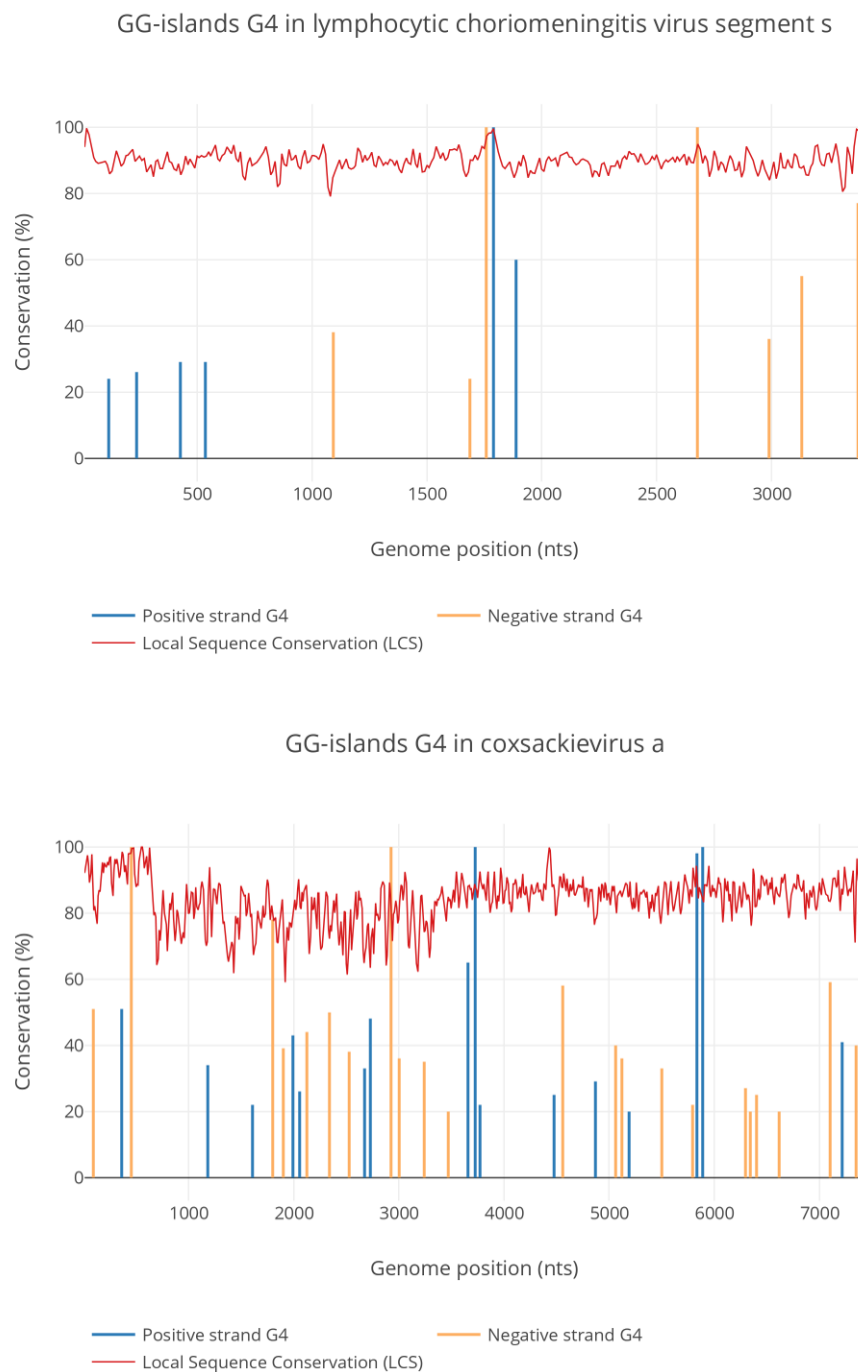 GG-islands G4 in lymphocytic choriomeningitis virus segment s
100
80
60
40
20
0
Conservation (%)
500 1000 1500 2000 2500 3000
Genome position (nts)
Positive strand G4 Negative strand G4
Local Sequence Conservation (LCS)
GG-islands G4 in coxsackievirus a
100
80
60
40
20
0
Conservation (%)
1000 2000 3000 4000 5000 6000 7000
Genome position (nts)
Positive strand G4 Negative strand G4
Local Sequence Conservation (LCS)